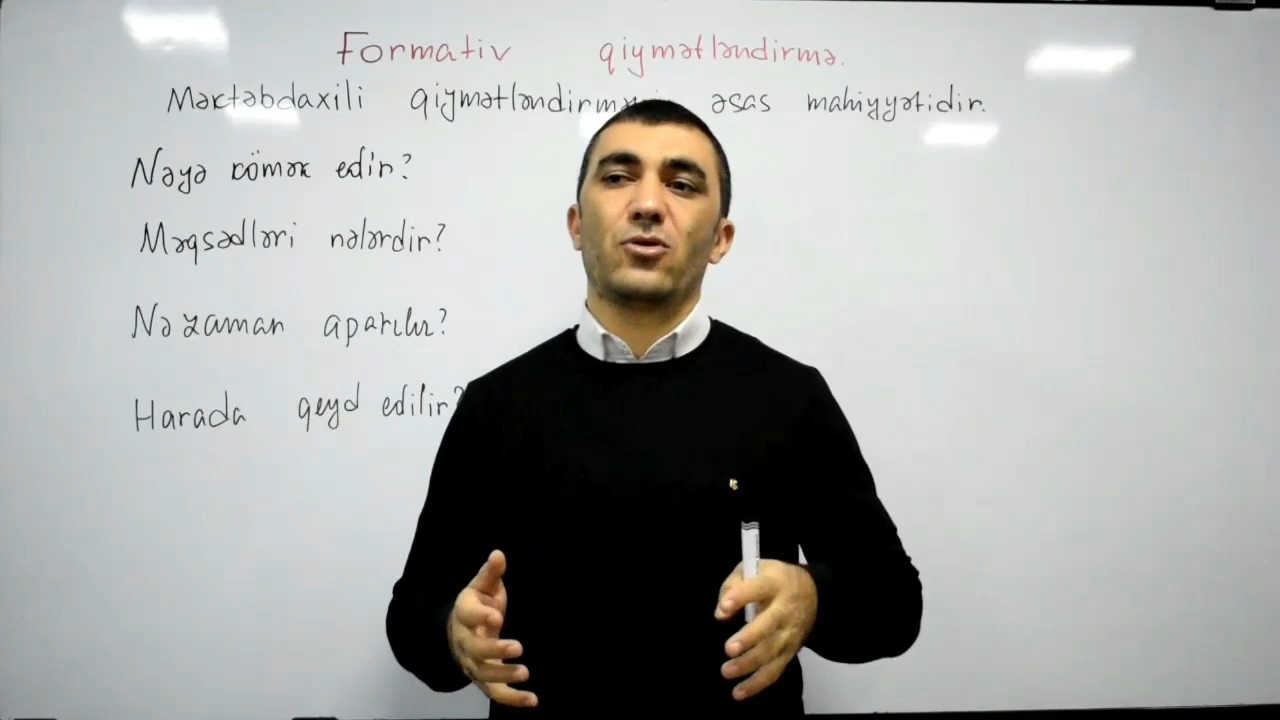 Formativ qiymətləndirmə.
Məktəbdaxili əsas mahiyyətidir.
Nəyə kömək edir?
Məqsədləri nələrdir?
Nə zaman aparılır?
Harada qeyd edilir?